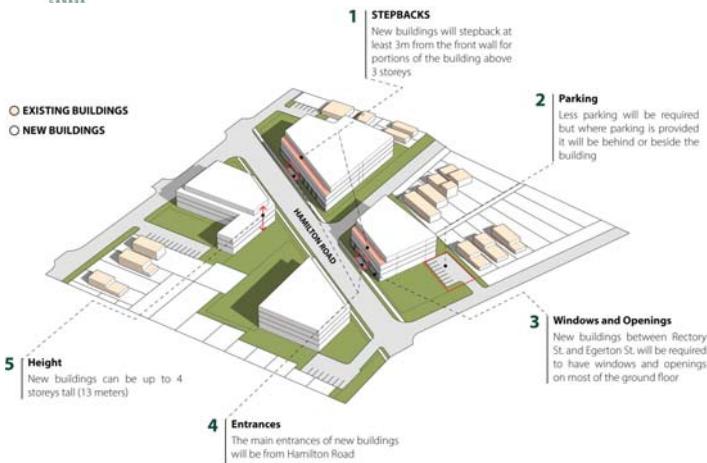 CANADA
1 STEPBACKS
New buildings will stepback at
least 3m from the front wall for
portions of the building above
3 storeys
EXISTING BUILDINGS
NEW BUILDINGS
2 Parking
Less parking will be required
but where parking is provided
it will be behind or beside the
building
HAMILTON ROAD
3 Windows and Openings
New buildings between Rectory
St. and Egerton St. will be required
to have windows and openings
on most of the ground floor
5 Height
New buildings can be up to 4
storeys tall (13 meters)
4 Entrances
The main entrances of new buildings
will be from Hamilton Road